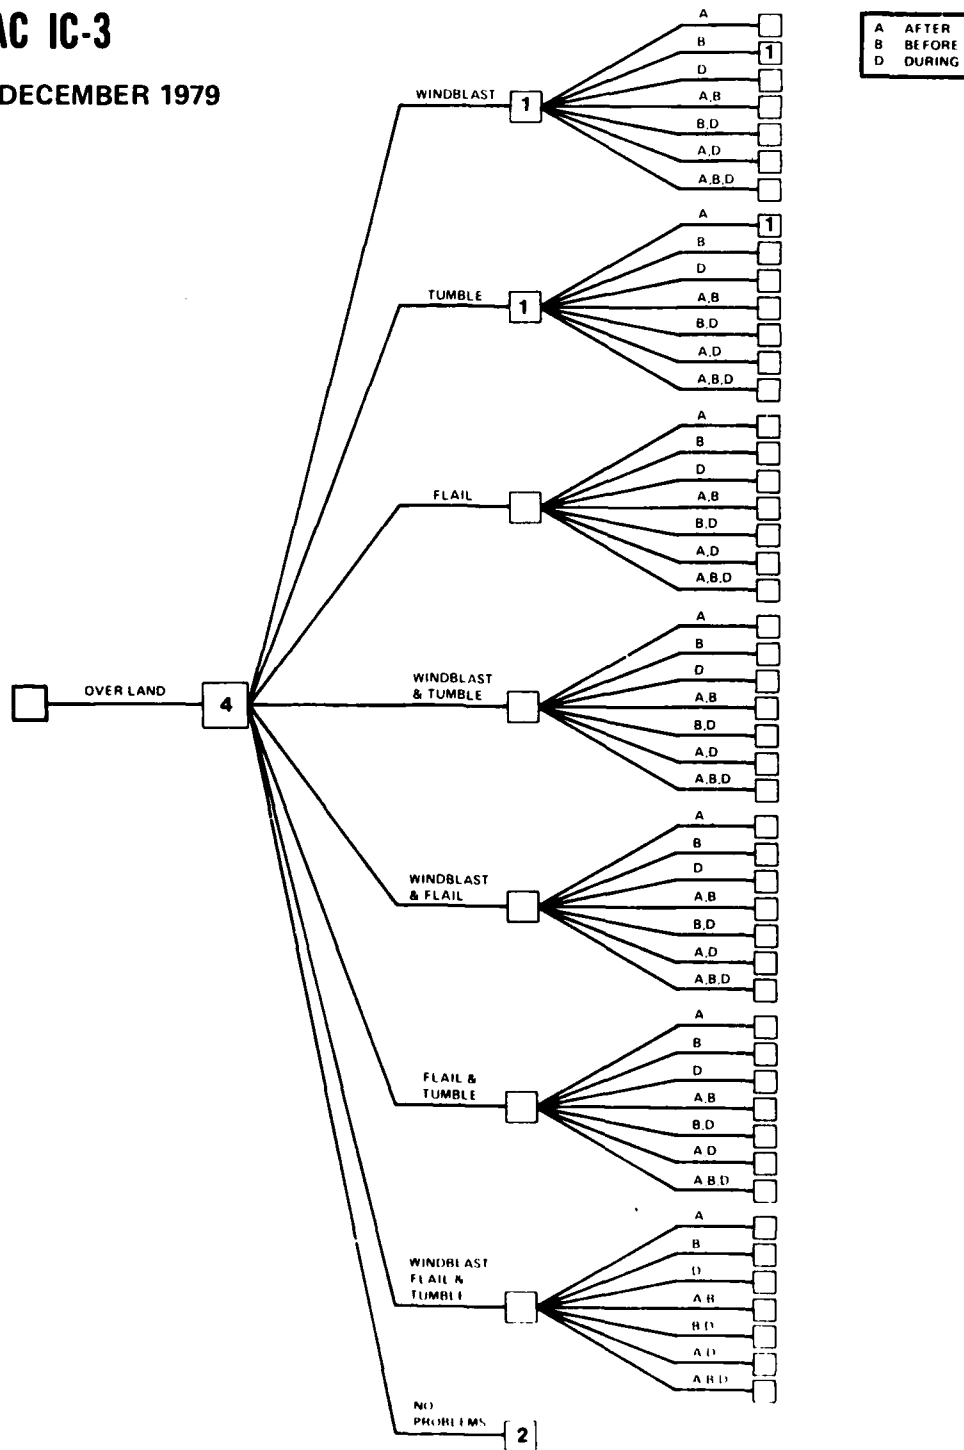 AC IC-3
DECEMBER 1979
A AFTER
B BEFORE
D DURING
OVER LAND
4
WINDBLAST
1
A
B
1
D
A,B
B,D
A,D
A,B,D
TUMBLE
1
A
1
B
D
A,B
B,D
A,D
A,B,D
FLAIL
A
B
D
A,B
B,D
A,D
A,B,D
WINDBLAST
& TUMBLE
A
B
D
A,B
B,D
A,D
A,B,D
WINDBLAST
& FLAIL
A
B
D
A,B
B,D
A,D
A,B,D
FLAIL &
TUMBLE
A
B
D
A,B
B,D
A D
A B,D
WINDBLAST
FLAIL &
TUMBLE
A
B
D
A B
B D
A D
A B D
NO
PROBLEMS
2